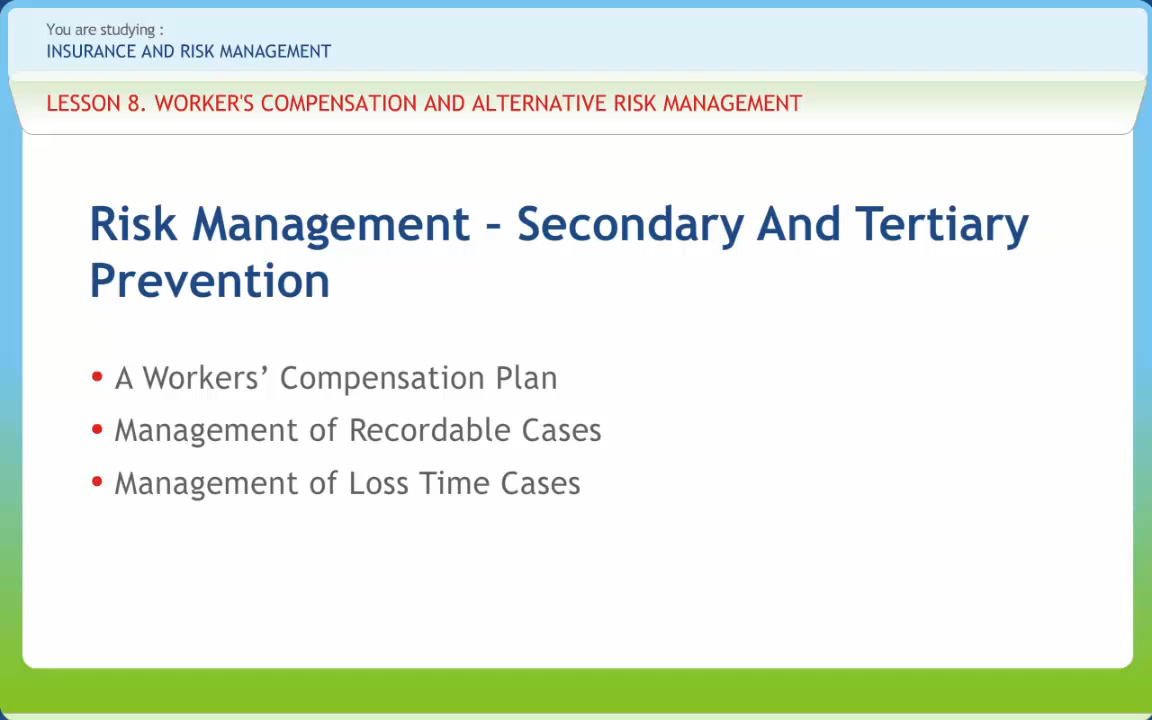 You are studying :
INSURANCE AND RISK MANAGEMENT
LESSON 8. WORKER'S COMPENSATION AND ALTERNATIVE RISK MANAGEMENT
Risk Management – Secondary And Tertiary
Prevention
• A Workers’ Compensation Plan
• Management of Recordable Cases
• Management of Loss Time Cases